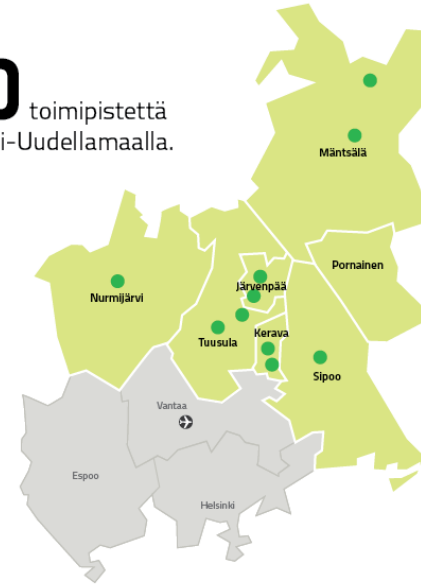 toimipistettä
i-Uudellamaalla.
Mäntsälä
Pornainen
Järvenpää
Nurmijärvi
Kerava
Tuusula
Sipoo
Vantaa
Espoo
Helsinki